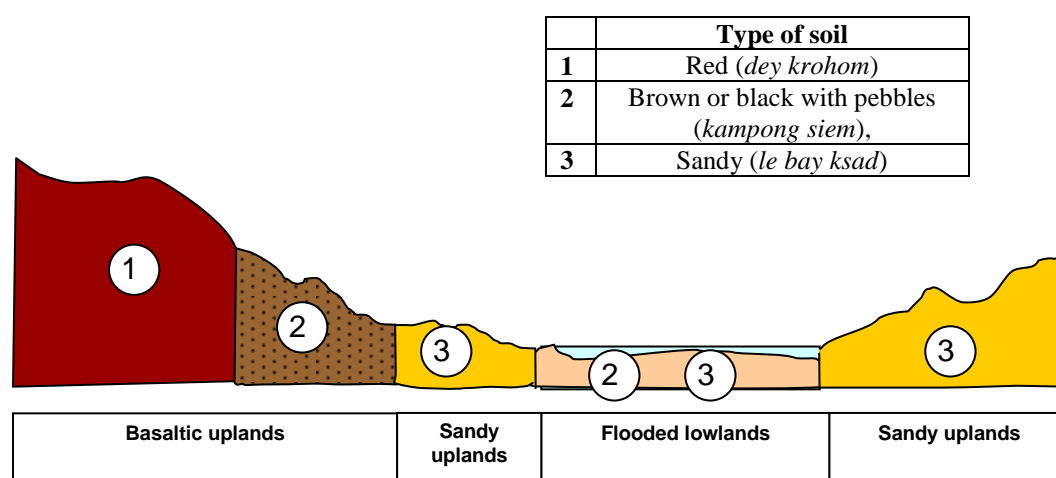 Type of soil
1 Red (dey krohom)
2 Brown or black with pebbles
(kampong siem),
3 Sandy (le bay ksad)
1
2
3
2
3
3
Basaltic uplands
Sandy
uplands
Flooded lowlands
Sandy uplands